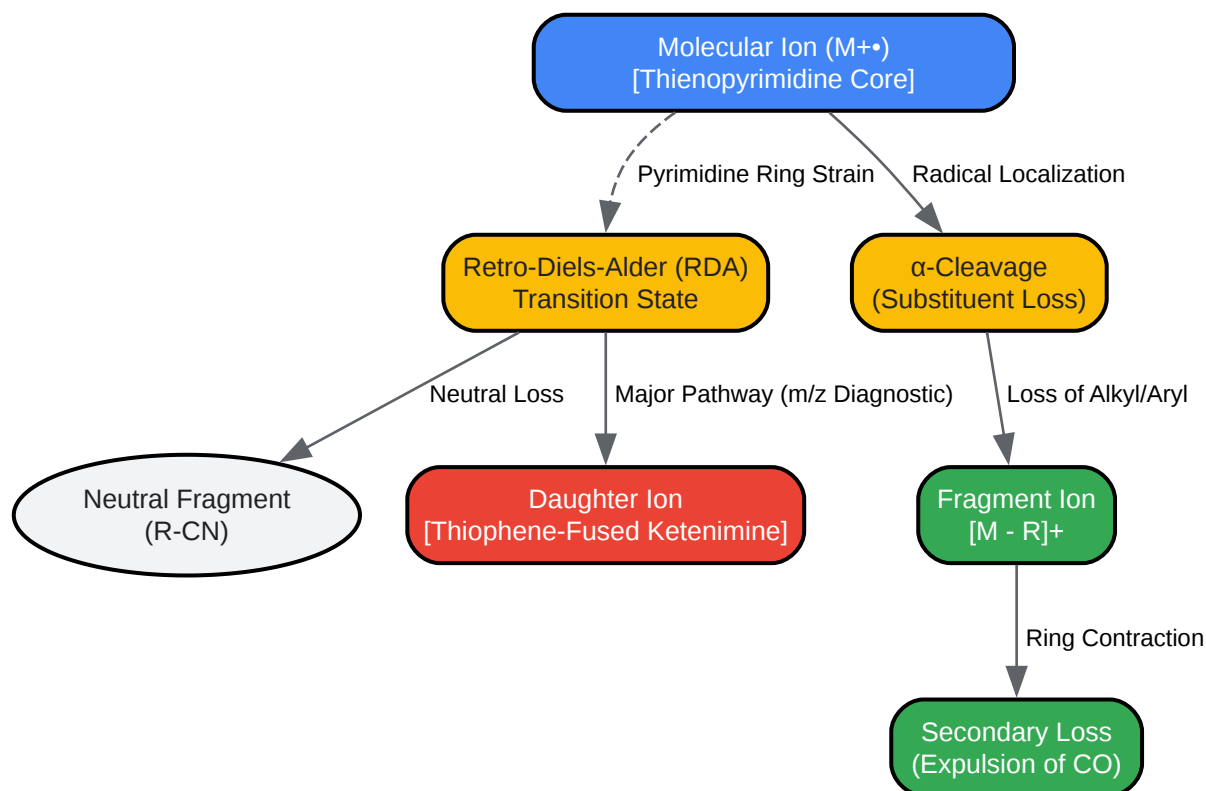 Molecular Ion (M+•)
[Thienopyrimidine Core]
Pyrimidine Ring Strain
Radical Localization
Retro-Diels-Alder (RDA)
Transition State
α-Cleavage
(Substituent Loss)
Neutral Loss
Major Pathway (m/z Diagnostic)
Loss of Alkyl/Aryl
Neutral Fragment
(R-CN)
Daughter Ion
[Thiophene-Fused Ketenimine]
Fragment Ion
[M - R]+
Ring Contraction
Secondary Loss
(Expulsion of CO)